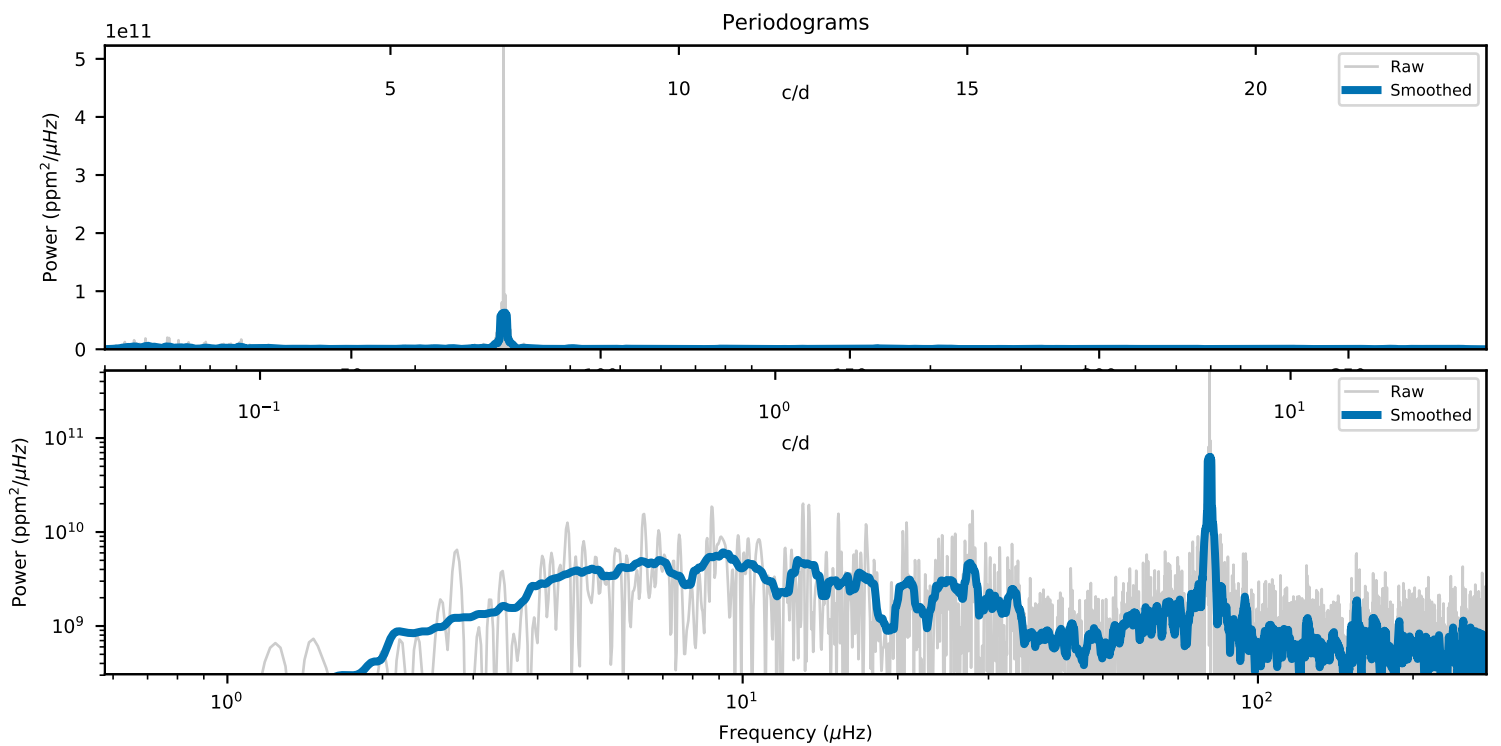 Periodograms
1e11
5
4
3
2
1
0
Power (ppm²/μHz)
5 10 15 20
c/d
Raw
Smoothed
10⁻¹ 10⁰ 10¹
c/d
Raw
Smoothed
10¹¹
10¹⁰
10⁹
Power (ppm²/μHz)
10⁰ 10¹ 10²
Frequency (μHz)